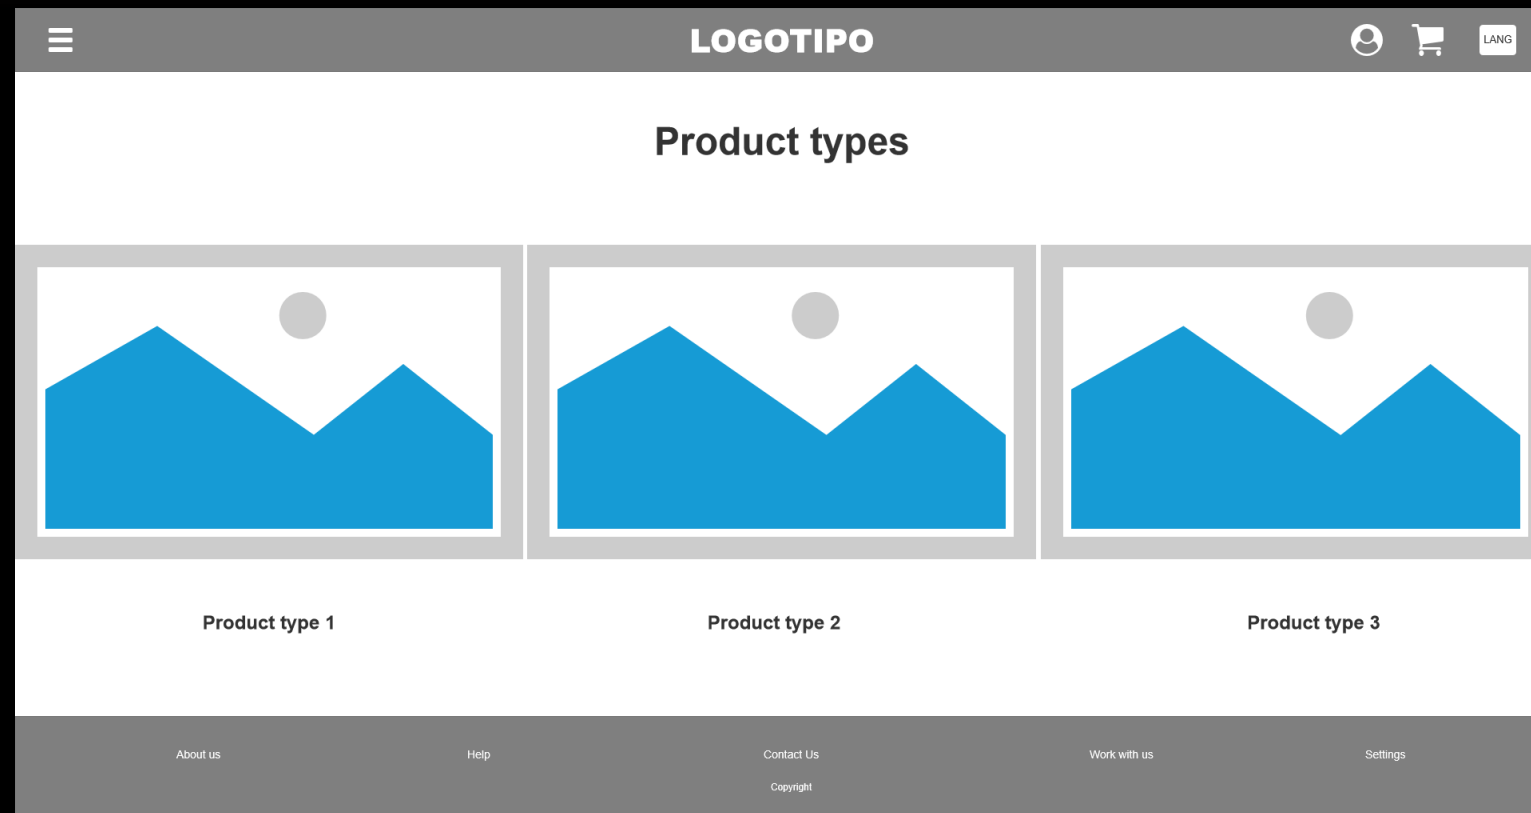 LOGOTIPO
LANG
Product types
Product type 1
Product type 2
Product type 3
About us
Help
Contact Us
Work with us
Settings
Copyright